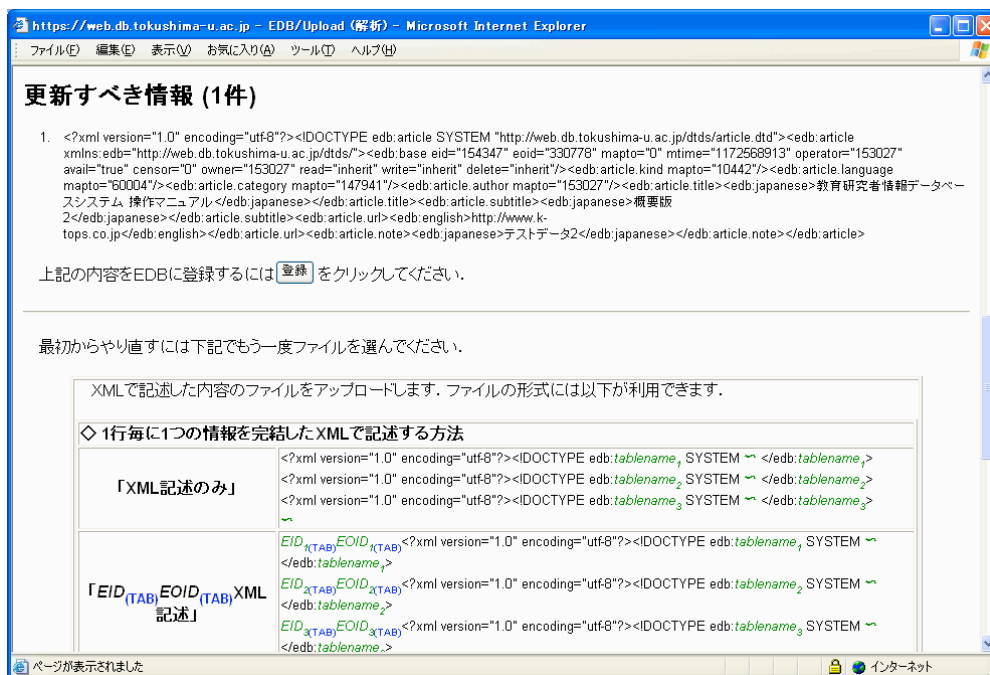 https://web.db.tokushima-u.ac.jp - EDB/Upload (解析) - Microsoft Internet Explorer
ファイル(F) 編集(E) 表示(V) お気に入り(A) ツール(T) ヘルプ(H)
更新すべき情報 (1件)
1. <?xml version="1.0" encoding="utf-8"?><!DOCTYPE edb:article SYSTEM "http://web.db.tokushima-u.ac.jp/dtds/article.dtd"><edb:article
xmlns:edb="http://web.db.tokushima-u.ac.jp/dtds/"><edb:base eid="154347" eoid="330778" mapto="0" mtime="1172568913" operator="153027"
avail="true" censor="0" owner="153027" read="inherit" write="inherit" delete="inherit"/><edb:article.kind mapto="10442"/><edb:article.language
mapto="60004"/><edb:article.category mapto="147941"/><edb:article.author mapto="153027"/><edb:article.title><edb:japanese>教育研究者情報データベー
スシステム 操作マニュアル</edb:japanese></edb:article.title><edb:article.subtitle><edb:japanese>概要版
2</edb:japanese></edb:article.subtitle><edb:article.url><edb:english>http://www.k-
tops.co.jp</edb:english></edb:article.url><edb:article.note><edb:japanese>テストデータ2</edb:japanese></edb:article.note></edb:article>
上記の内容をEDBに登録するには 登録 をクリックしてください.
最初からやり直すには下記でもう一度ファイルを選んでください.
XMLで記述した内容のファイルをアップロードします. ファイルの形式には以下が利用できます.
◇ 1行毎に1つの情報を完結したXMLで記述する方法
「XML記述のみ」
<?xml version="1.0" encoding="utf-8"?><!DOCTYPE edb:tablename1 SYSTEM 〜 </edb:tablename1>
<?xml version="1.0" encoding="utf-8"?><!DOCTYPE edb:tablename2 SYSTEM 〜 </edb:tablename2>
<?xml version="1.0" encoding="utf-8"?><!DOCTYPE edb:tablename3 SYSTEM 〜 </edb:tablename3>
〜
「EID(TAB)EOID(TAB)XML
記述」
EID1(TAB)EOID1(TAB)<?xml version="1.0" encoding="utf-8"?><!DOCTYPE edb:tablename1 SYSTEM 〜
</edb:tablename1>
EID2(TAB)EOID2(TAB)<?xml version="1.0" encoding="utf-8"?><!DOCTYPE edb:tablename2 SYSTEM 〜
</edb:tablename2>
EID3(TAB)EOID3(TAB)<?xml version="1.0" encoding="utf-8"?><!DOCTYPE edb:tablename3 SYSTEM 〜
</edb:tablename>
ページが表示されました インターネット